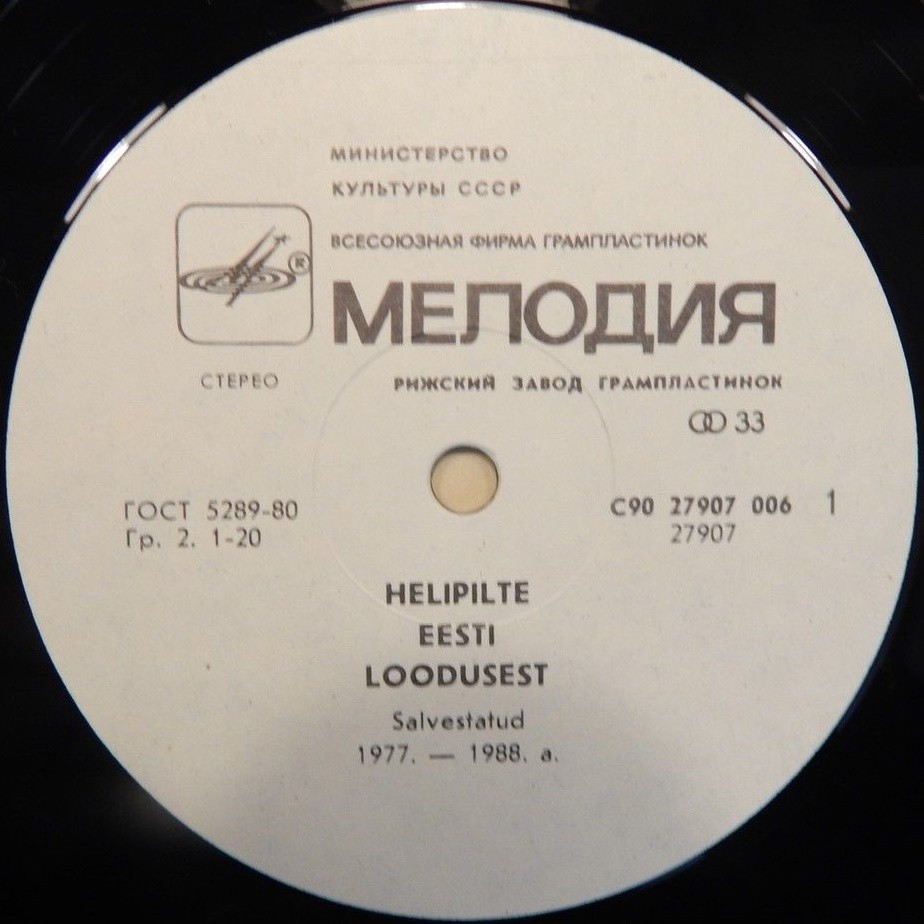 МИНИСТЕРСТВО
КУЛЬТУРЫ СССР
ВСЕСОЮЗНАЯ ФИРМА ГРАМПЛАСТИНОК
®
МЕЛОДИЯ
СТЕРЕО
РИЖСКИЙ ЗАВОД ГРАМПЛАСТИНОК
33
ГОСТ 5289-80
Гр. 2. 1-20
С90 27907 006 1
27907
HELIPILTE
EESTI
LOODUSEST
Salvestatud
1977. — 1988. a.